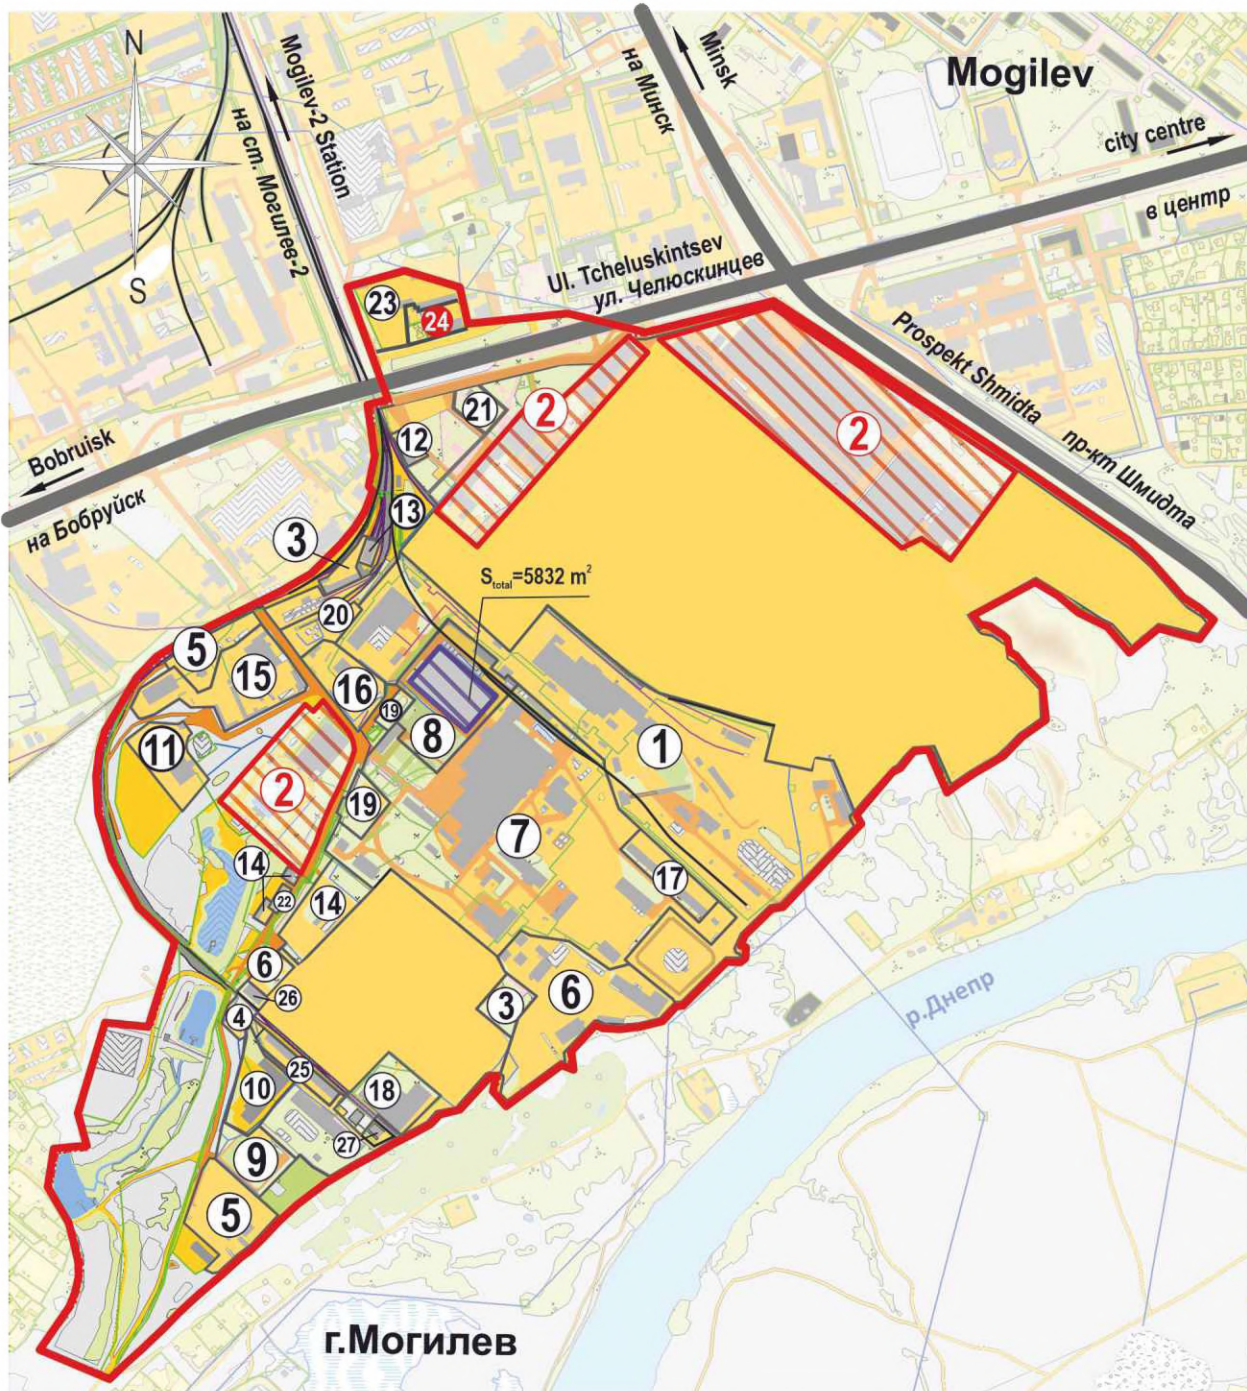 N
S
Mogilev-2 Station
на ст. Могилев-2
на Минск
Minsk
Mogilev
city centre
в центр
Ul. Tcheluskintsev
ул. Челюскинцев
Prospekt Shmidta
пр-кт Шмидта
Bobruisk
на Бобруйск
23
24
21
2
2
12
13
3
S total=5832 m²
20
5
15
16
19
8
1
11
2
19
7
17
14
22
14
6
26
3
6
4
р.Днепр
25
10
18
27
9
5
г.Могилев